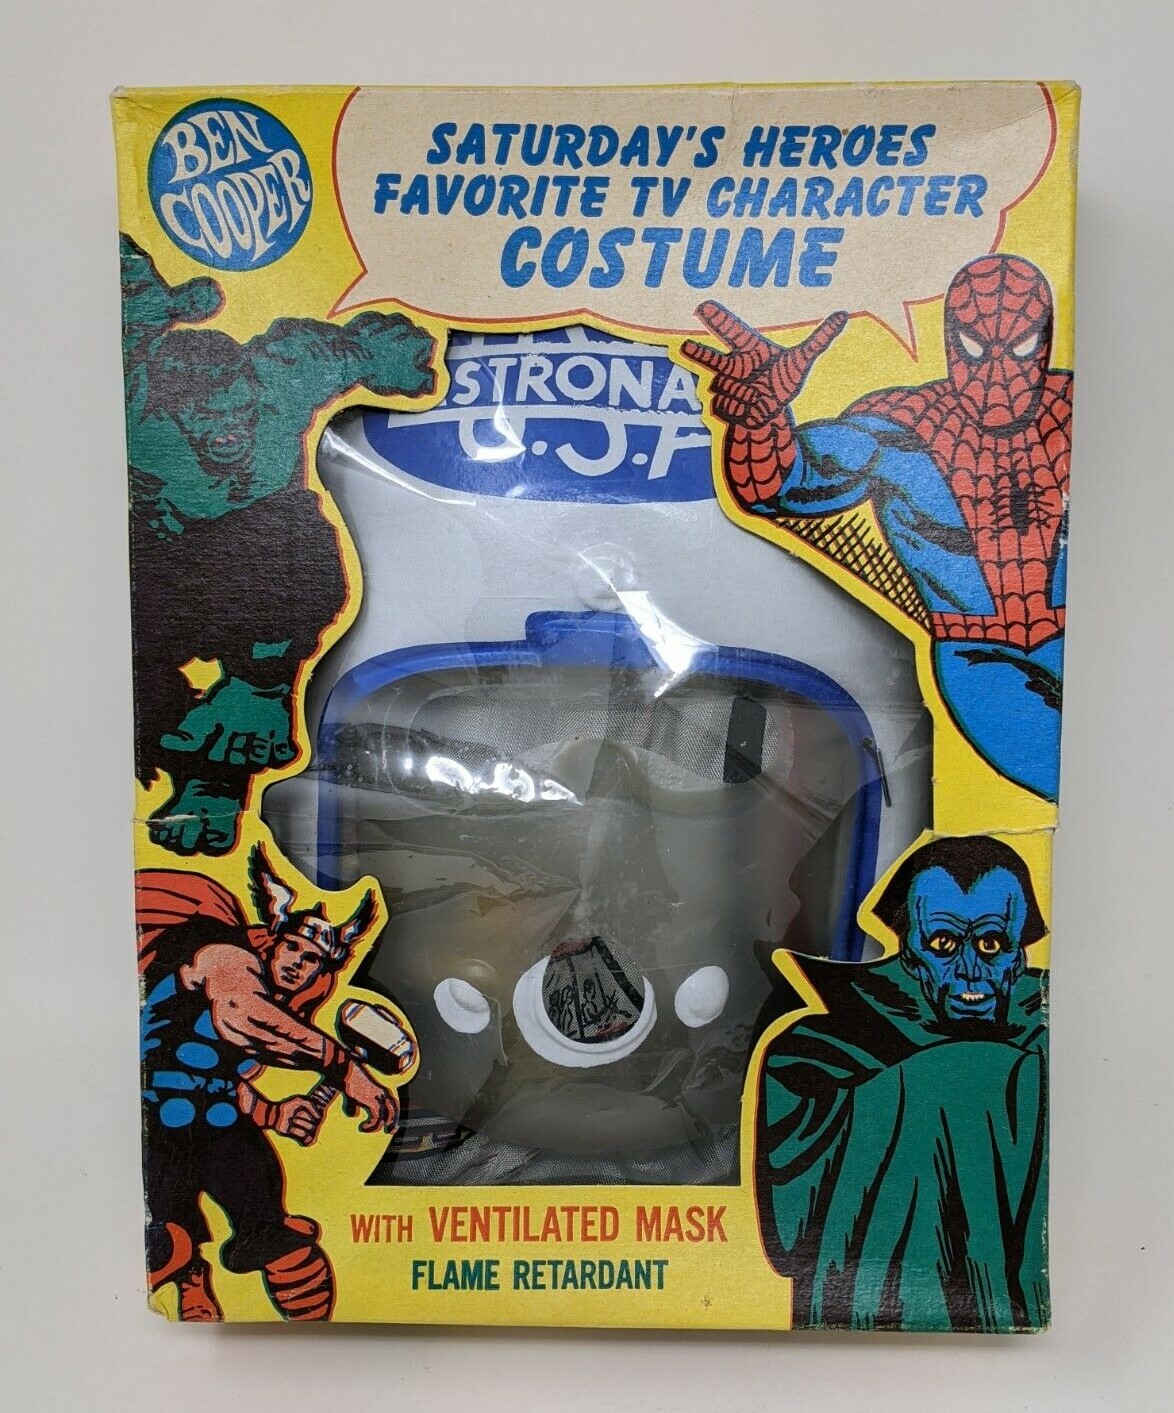 BEN
COOPER
SATURDAY'S HEROES
FAVORITE TV CHARACTER
COSTUME
STRONA
U.S.A
WITH VENTILATED MASK
FLAME RETARDANT